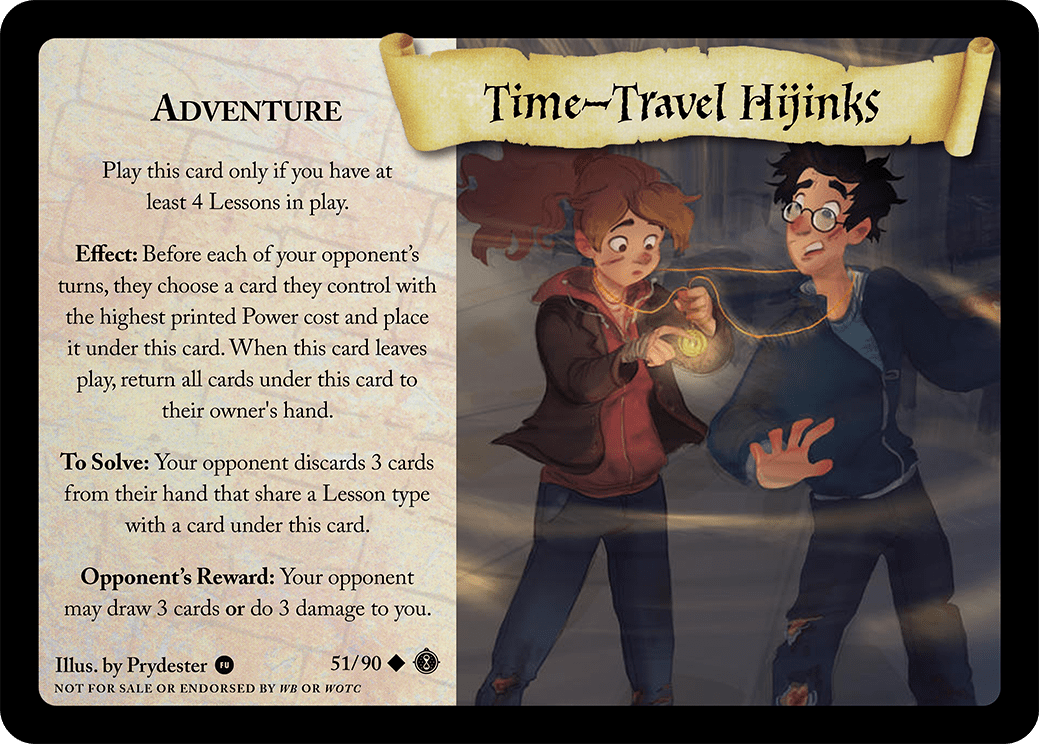 Time–Travel Hijinks
Adventure
Play this card only if you have at
least 4 Lessons in play.
Effect: Before each of your opponent’s
turns, they choose a card they control with
the highest printed Power cost and place
it under this card. When this card leaves
play, return all cards under this card to
their owner's hand.
To Solve: Your opponent discards 3 cards
from their hand that share a Lesson type
with a card under this card.
Opponent’s Reward: Your opponent
may draw 3 cards or do 3 damage to you.
Illus. by Prydester FU 51/90
NOT FOR SALE OR ENDORSED BY WB OR WOTC